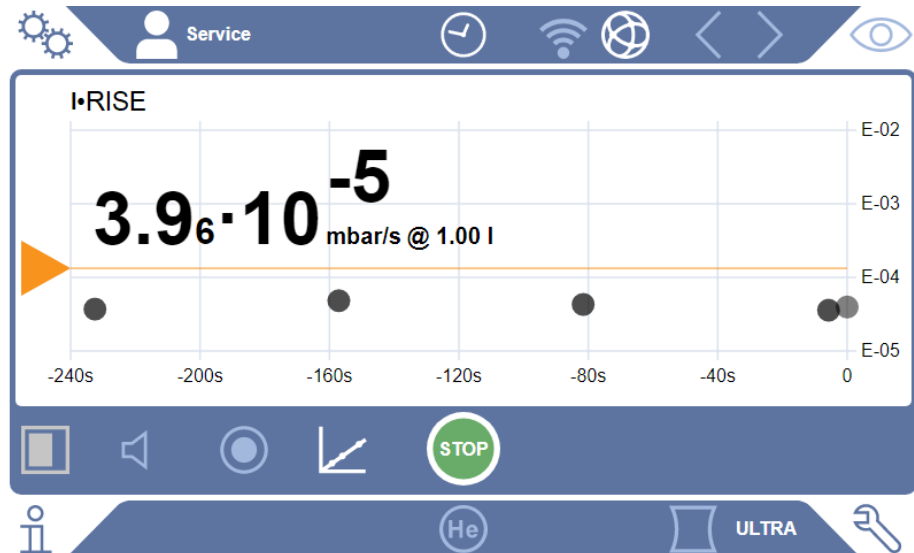 Service
I•RISE
E-02
3.9₆·10⁻⁵ mbar/s @ 1.00 l
E-03
E-04
E-05
-240s -200s -160s -120s -80s -40s 0
STOP
He
ULTRA